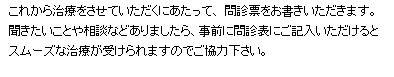 これから治療をさせていただくにあたって、問診票をお書きいただきます。
聞きたいことや相談などありましたら、事前に問診表にご記入いただけると
スムーズな治療が受けられますのでご協力下さい。